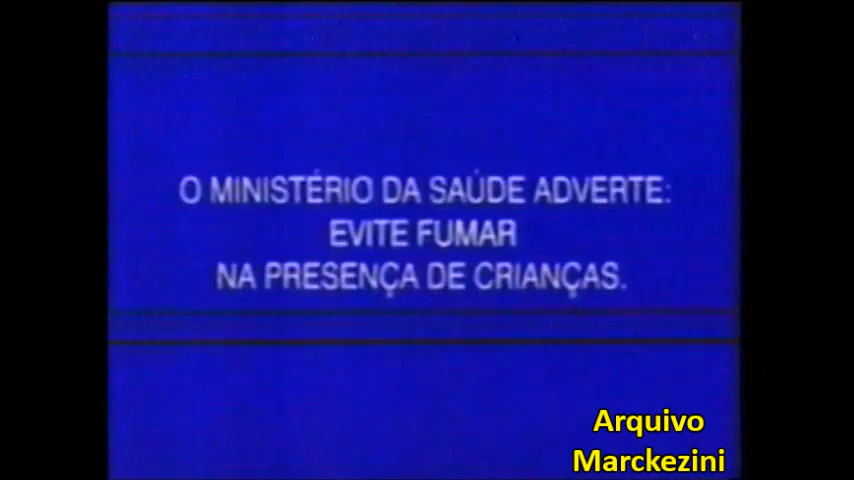 O MINISTÉRIO DA SAÚDE ADVERTE:
EVITE FUMAR
NA PRESENÇA DE CRIANÇAS.
Arquivo
Marckezini